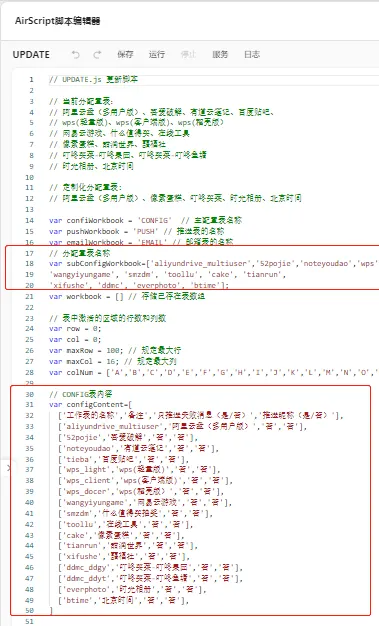 AirScript脚本编辑器
UPDATE 保存 运行 停止 服务 日志
1 // UPDATE.js 更新脚本
2
3 // 当前分配置表：
4 // 阿里云盘（多用户版）、吾爱破解、有道云笔记、百度贴吧、
5 // wps(轻量版)、wps(客户端版)、wps(稻壳版)
6 // 网易云游戏、什么值得买、在线工具
7 // 像素蛋糕、甜润世界、囍福社
8 // 叮咚买菜-叮咚果园、叮咚买菜-叮咚鱼塘
9 // 时光相册、北京时间
10
11 // 定制化分配置表：
12 // 阿里云盘（多用户版）、像素蛋糕、叮咚买菜、时光相册、北京时间
13
14 var confiWorkbook = 'CONFIG' // 主配置表名称
15 var pushWorkbook = 'PUSH' // 推送表的名称
16 var emailWorkbook = 'EMAIL' // 邮箱表的名称
17 // 分配置表名称
18 var subConfigWorkbook=['aliyundrive_multiuser','52pojie','noteyoudao','wps'
19 'wangyiyungame', 'smzdm', 'toollu', 'cake', 'tianrun',
20 'xifushe', 'ddmc', 'everphoto', 'btime'];
21 var workbook = [] // 存储已存在表数组
22
23 // 表中激活的区域的行数和列数
24 var row = 0;
25 var col = 0;
26 var maxRow = 100; // 规定最大行
27 var maxCol = 16; // 规定最大列
28 var colNum = ['A','B','C','D','E','F','G','H','I','J','K','L','M','N','O',
29
30 // CONFIG表内容
31 var configContent=[
32 ['工作表的名称','备注','只推送失败消息（是/否）','推送昵称（是/否）'],
33 ['aliyundrive_multiuser','阿里云盘（多用户版）','否','否'],
34 ['52pojie','吾爱破解','否','否'],
35 ['noteyoudao','有道云笔记','否','否'],
36 ['tieba','百度贴吧','否','否'],
37 ['wps_light','wps(轻量版)','否','否'],
38 ['wps_client','wps(客户端版)','否','否'],
39 ['wps_docer','wps(稻壳版)','否','否'],
40 ['wangyiyungame','网易云游戏','否','否'],
41 ['smzdm','什么值得买抽奖','否','否'],
42 ['toollu','在线工具','否','否'],
43 ['cake','像素蛋糕','否','否'],
44 ['tianrun','甜润世界','否','否'],
45 ['xifushe','囍福社','否','否'],
46 ['ddmc_ddgy','叮咚买菜-叮咚果园','否','否'],
47 ['ddmc_ddyt','叮咚买菜-叮咚鱼塘','否','否'],
48 ['everphoto','时光相册','否','否'],
49 ['btime','北京时间','否','否'],
50 ]
51